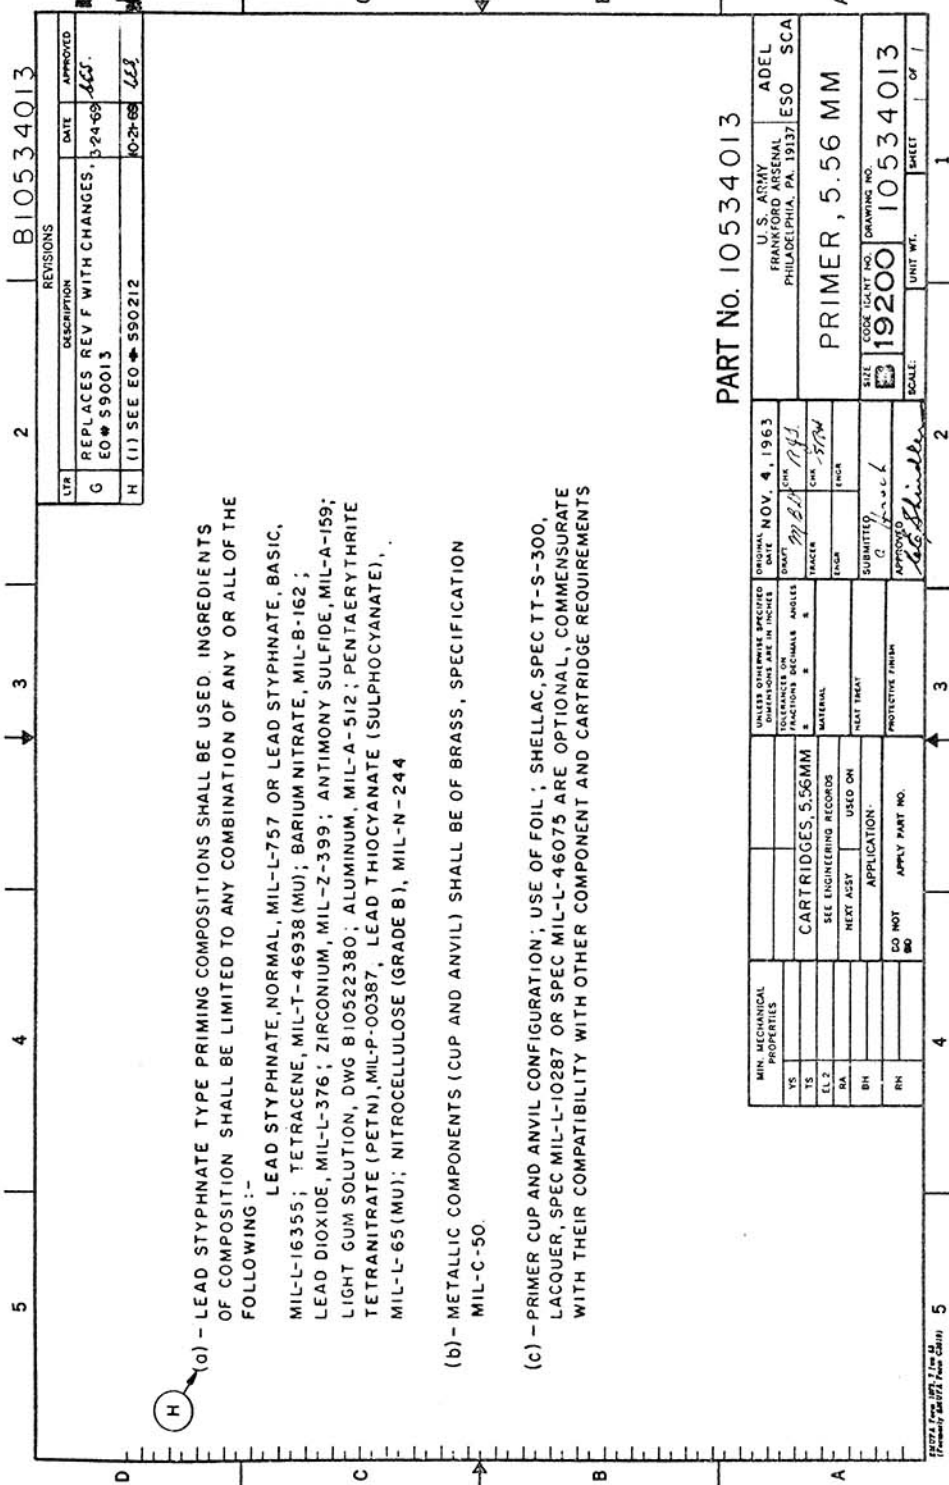 5
4
3
2
B10534013
REVISIONS
LTR DESCRIPTION DATE APPROVED
G REPLACES REV F WITH CHANGES, 3-24-69
EO# S90013
H (1) SEE EO# S90212 10-21-69
D
C
B
A
H
(a) - LEAD STYPHNATE TYPE PRIMING COMPOSITIONS SHALL BE USED. INGREDIENTS
OF COMPOSITION SHALL BE LIMITED TO ANY COMBINATION OF ANY OR ALL OF THE
FOLLOWING :-
LEAD STYPHNATE, NORMAL, MIL-L-757 OR LEAD STYPHNATE, BASIC,
MIL-L-16355; TETRACENE, MIL-T-46938(MU); BARIUM NITRATE, MIL-B-162;
LEAD DIOXIDE, MIL-L-376; ZIRCONIUM, MIL-Z-399; ANTIMONY SULFIDE, MIL-A-159;
LIGHT GUM SOLUTION, DWG B10522380; ALUMINUM, MIL-A-512; PENTAERYTHRITE
TETRANITRATE (PETN), MIL-P-00387, LEAD THIOCYANATE (SULPHOCYANATE),
MIL-L-65(MU); NITROCELLULOSE (GRADE B), MIL-N-244
(b) - METALLIC COMPONENTS (CUP AND ANVIL) SHALL BE OF BRASS, SPECIFICATION
MIL-C-50.
(c) - PRIMER CUP AND ANVIL CONFIGURATION; USE OF FOIL; SHELLAC, SPEC TT-S-300,
LACQUER, SPEC MIL-L-10287 OR SPEC MIL-L-46075 ARE OPTIONAL, COMMENSURATE
WITH THEIR COMPATIBILITY WITH OTHER COMPONENT AND CARTRIDGE REQUIREMENTS
PART No. 10534013
MIN. MECHANICAL
PROPERTIES
YS
TS
EL 2
RA
BH
RH
CARTRIDGES, 5.56MM
SEE ENGINEERING RECORDS
NEXT ASSY USED ON
APPLICATION
DO NOT APPLY PART NO.
UNLESS OTHERWISE SPECIFIED
DIMENSIONS ARE IN INCHES
TOLERANCES ON
FRACTIONS DECIMALS ANGLES
± ± ±
MATERIAL
HEAT TREAT
PROTECTIVE FINISH
ORIGINAL DATE NOV. 4, 1963
DRAFT CHK
TRACER CHK
ENGR ENGR
SUBMITTED
APPROVED
U. S. ARMY
FRANKFORD ARSENAL
PHILADELPHIA, PA. 19137
ADEL
ESO SCA
PRIMER, 5.56 MM
SIZE CODE IDENT NO. 19200 DRAWING NO. 10534013
SCALE: UNIT WT. SHEET 1 OF 1
5
4
3
2
1